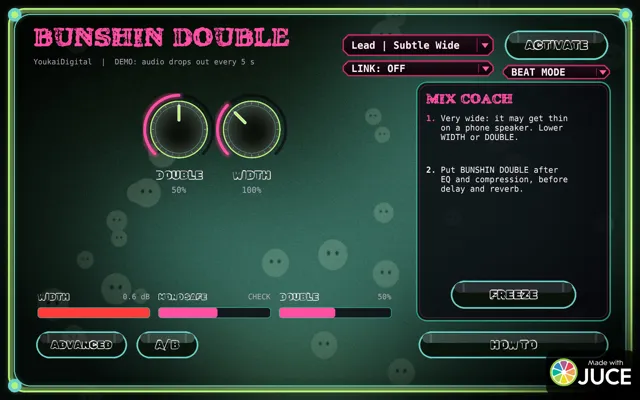 BUNSHIN DOUBLE
YoukaiDigital | DEMO: audio drops out every 5 s
Lead | Subtle Wide
ACTIVATE
LINK: OFF
BEAT MODE
DOUBLE
50%
WIDTH
100%
MIX COACH
1. Very wide: it may get thin
on a phone speaker. Lower
WIDTH or DOUBLE.
2. Put BUNSHIN DOUBLE after
EQ and compression, before
delay and reverb.
FREEZE
WIDTH 0.6 dB
MONOSAFE CHECK
DOUBLE 50%
ADVANCED
A/B
HOW TO
Made with
JUCE